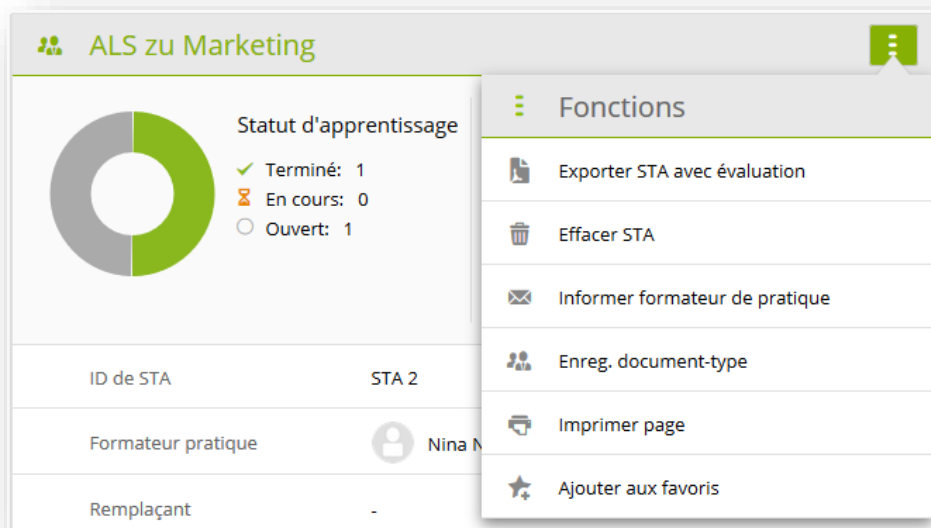 ALS zu Marketing
Statut d'apprentissage
Terminé: 1
En cours: 0
Ouvert: 1
ID de STA STA 2
Formateur pratique Nina
Remplaçant -
Fonctions
Exporter STA avec évaluation
Effacer STA
Informer formateur de pratique
Enreg. document-type
Imprimer page
Ajouter aux favoris